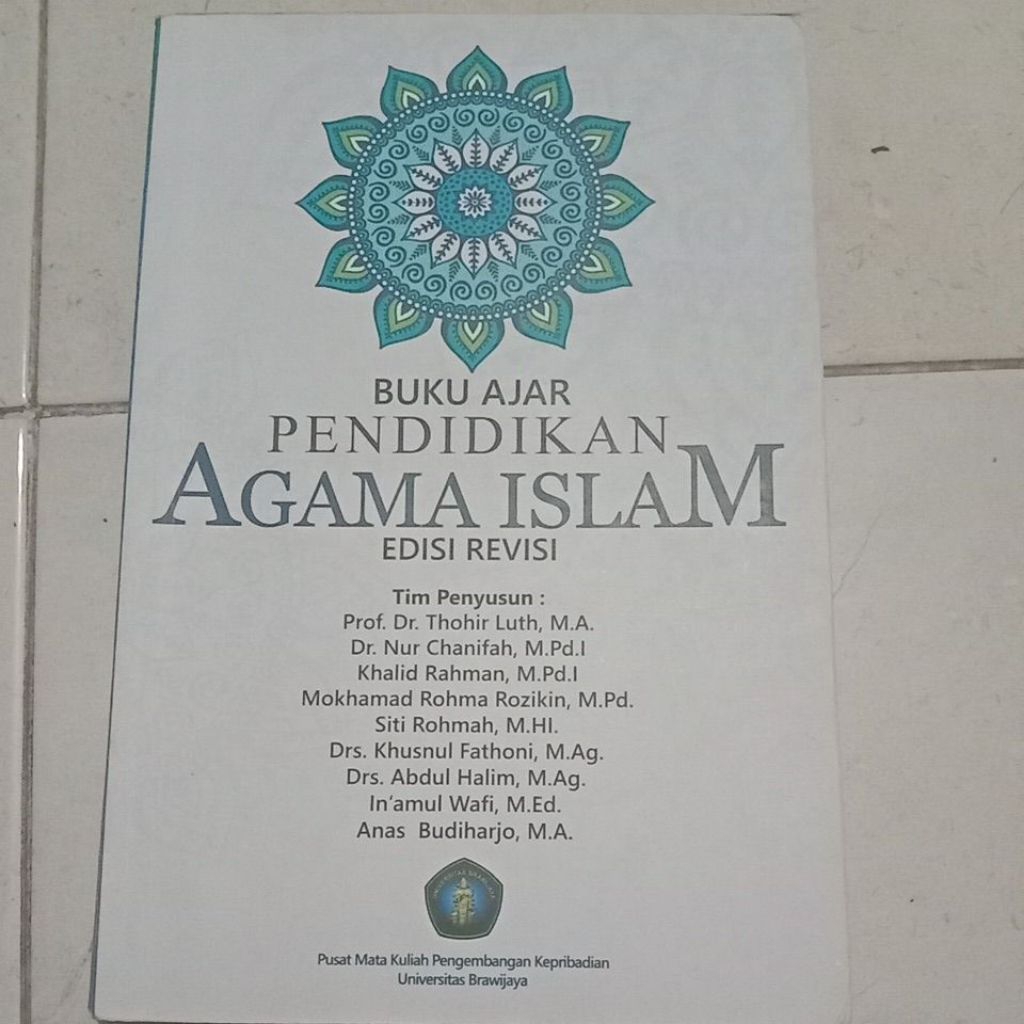 BUKU AJAR
PENDIDIKAN
AGAMA ISLAM
EDISI REVISI
Tim Penyusun :
Prof. Dr. Thohir Luth, M.A.
Dr. Nur Chanifah, M.Pd.I
Khalid Rahman, M.Pd.I
Mokhamad Rohma Rozikin, M.Pd.
Siti Rohmah, M.HI.
Drs. Khusnul Fathoni, M.Ag.
Drs. Abdul Halim, M.Ag.
In'amul Wafi, M.Ed.
Anas Budiharjo, M.A.
UNIVERSITAS BRAWIJAYA
Pusat Mata Kuliah Pengembangan Kepribadian
Universitas Brawijaya